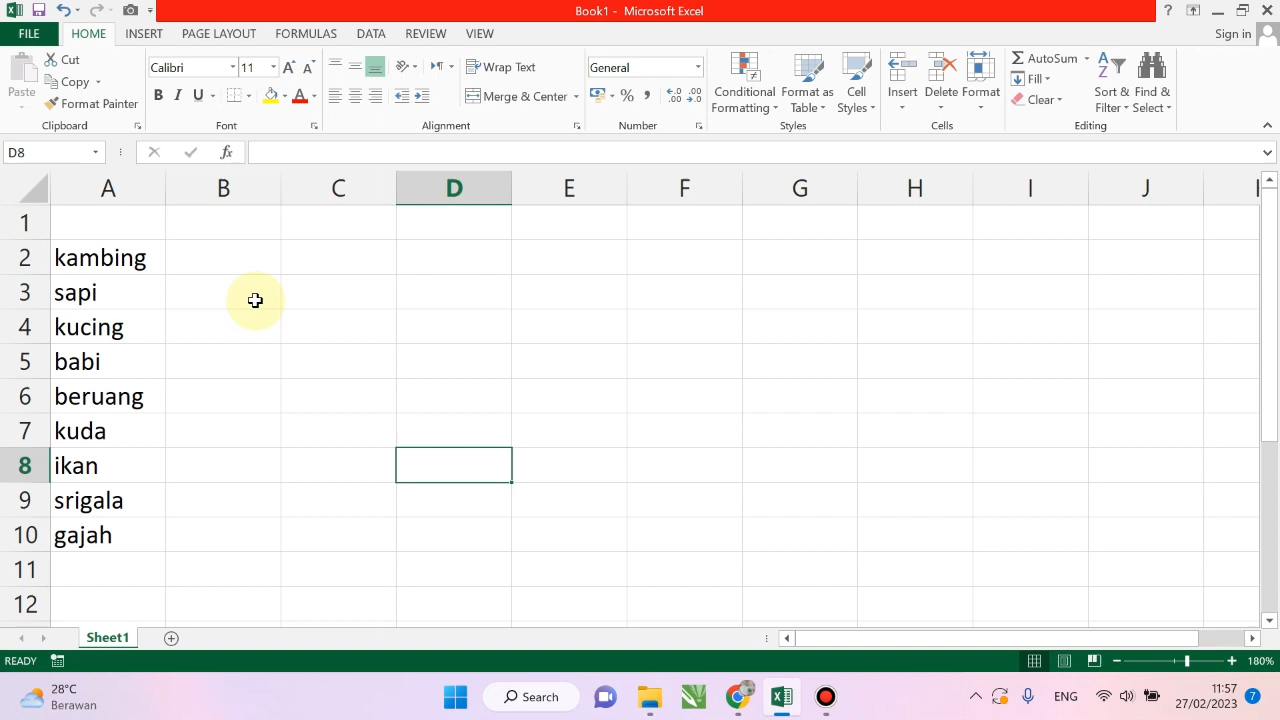 Book1 - Microsoft Excel
FILE HOME INSERT PAGE LAYOUT FORMULAS DATA REVIEW VIEW Sign in
Paste
Cut
Copy
Format Painter
Clipboard
Calibri 11
B I U
Font
Wrap Text
Merge & Center
Alignment
General
Number
Conditional Formatting
Format as Table
Cell Styles
Styles
Insert Delete Format
Cells
AutoSum
Fill
Clear
Sort & Filter
Find & Select
Editing
D8
fx
A B C D E F G H I J
1
2 kambing
3 sapi
4 kucing
5 babi
6 beruang
7 kuda
8 ikan
9 srigala
10 gajah
11
12
Sheet1
READY
180%
28°C
Berawan
Search
ENG
11:57
27/02/2023
7